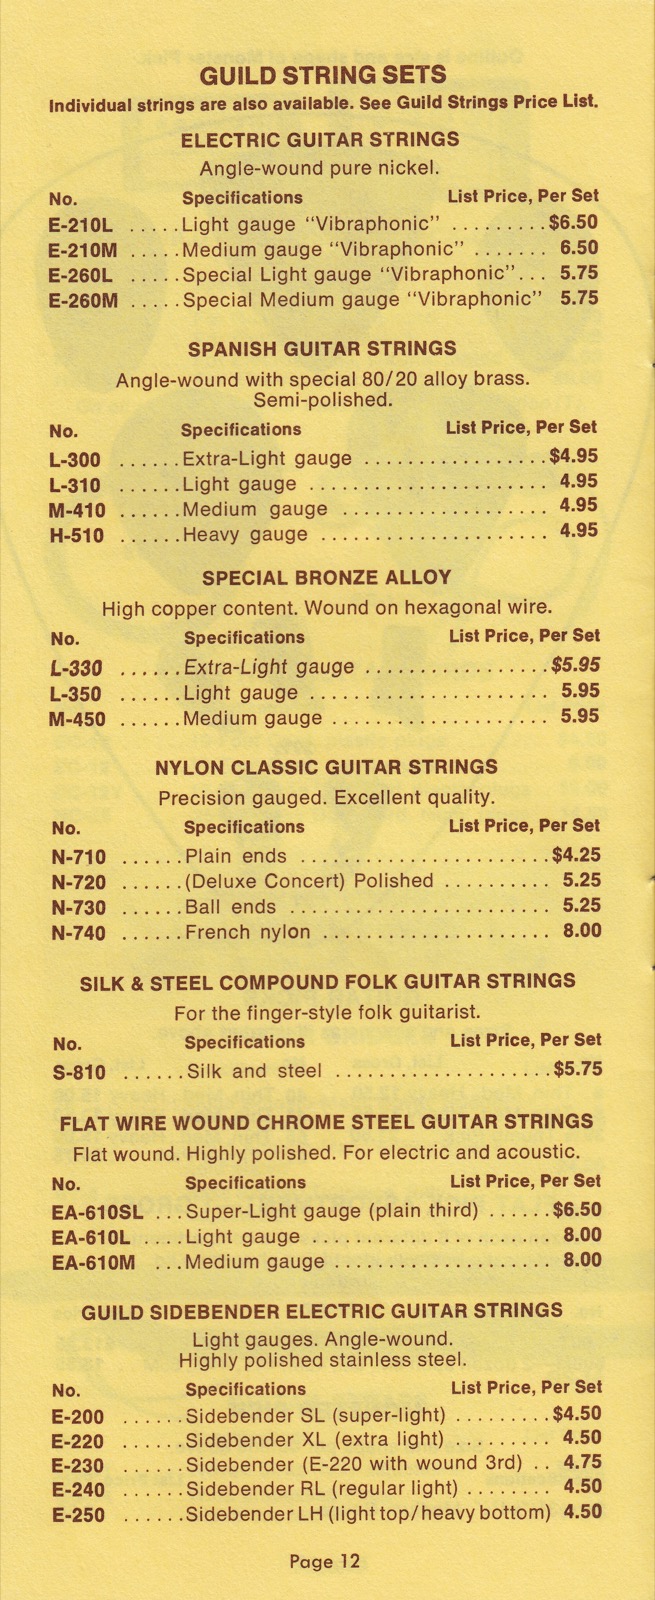 GUILD STRING SETS
Individual strings are also available. See Guild Strings Price List.
ELECTRIC GUITAR STRINGS
Angle-wound pure nickel.
No. Specifications List Price, Per Set
E-210L .....Light gauge "Vibraphonic" .........$6.50
E-210M .....Medium gauge "Vibraphonic" ....... 6.50
E-260L .....Special Light gauge "Vibraphonic"... 5.75
E-260M .....Special Medium gauge "Vibraphonic" 5.75
SPANISH GUITAR STRINGS
Angle-wound with special 80/20 alloy brass.
Semi-polished.
No. Specifications List Price, Per Set
L-300 ......Extra-Light gauge ................$4.95
L-310 ......Light gauge ..................... 4.95
M-410 ......Medium gauge ................... 4.95
H-510 ......Heavy gauge .................... 4.95
SPECIAL BRONZE ALLOY
High copper content. Wound on hexagonal wire.
No. Specifications List Price, Per Set
L-330 ......Extra-Light gauge ................$5.95
L-350 ......Light gauge ..................... 5.95
M-450 ......Medium gauge ................... 5.95
NYLON CLASSIC GUITAR STRINGS
Precision gauged. Excellent quality.
No. Specifications List Price, Per Set
N-710 ......Plain ends ......................$4.25
N-720 ......(Deluxe Concert) Polished .......... 5.25
N-730 ......Ball ends ....................... 5.25
N-740 ......French nylon .................... 8.00
SILK & STEEL COMPOUND FOLK GUITAR STRINGS
For the finger-style folk guitarist.
No. Specifications List Price, Per Set
S-810 ......Silk and steel ...................$5.75
FLAT WIRE WOUND CHROME STEEL GUITAR STRINGS
Flat wound. Highly polished. For electric and acoustic.
No. Specifications List Price, Per Set
EA-610SL ...Super-Light gauge (plain third) ......$6.50
EA-610L ....Light gauge ..................... 8.00
EA-610M ...Medium gauge ................... 8.00
GUILD SIDEBENDER ELECTRIC GUITAR STRINGS
Light gauges. Angle-wound.
Highly polished stainless steel.
No. Specifications List Price, Per Set
E-200 ......Sidebender SL (super-light) .........$4.50
E-220 ......Sidebender XL (extra light) ......... 4.50
E-230 ......Sidebender (E-220 with wound 3rd) .. 4.75
E-240 ......Sidebender RL (regular light) ........ 4.50
E-250 ......Sidebender LH (light top/heavy bottom) 4.50
Page 12